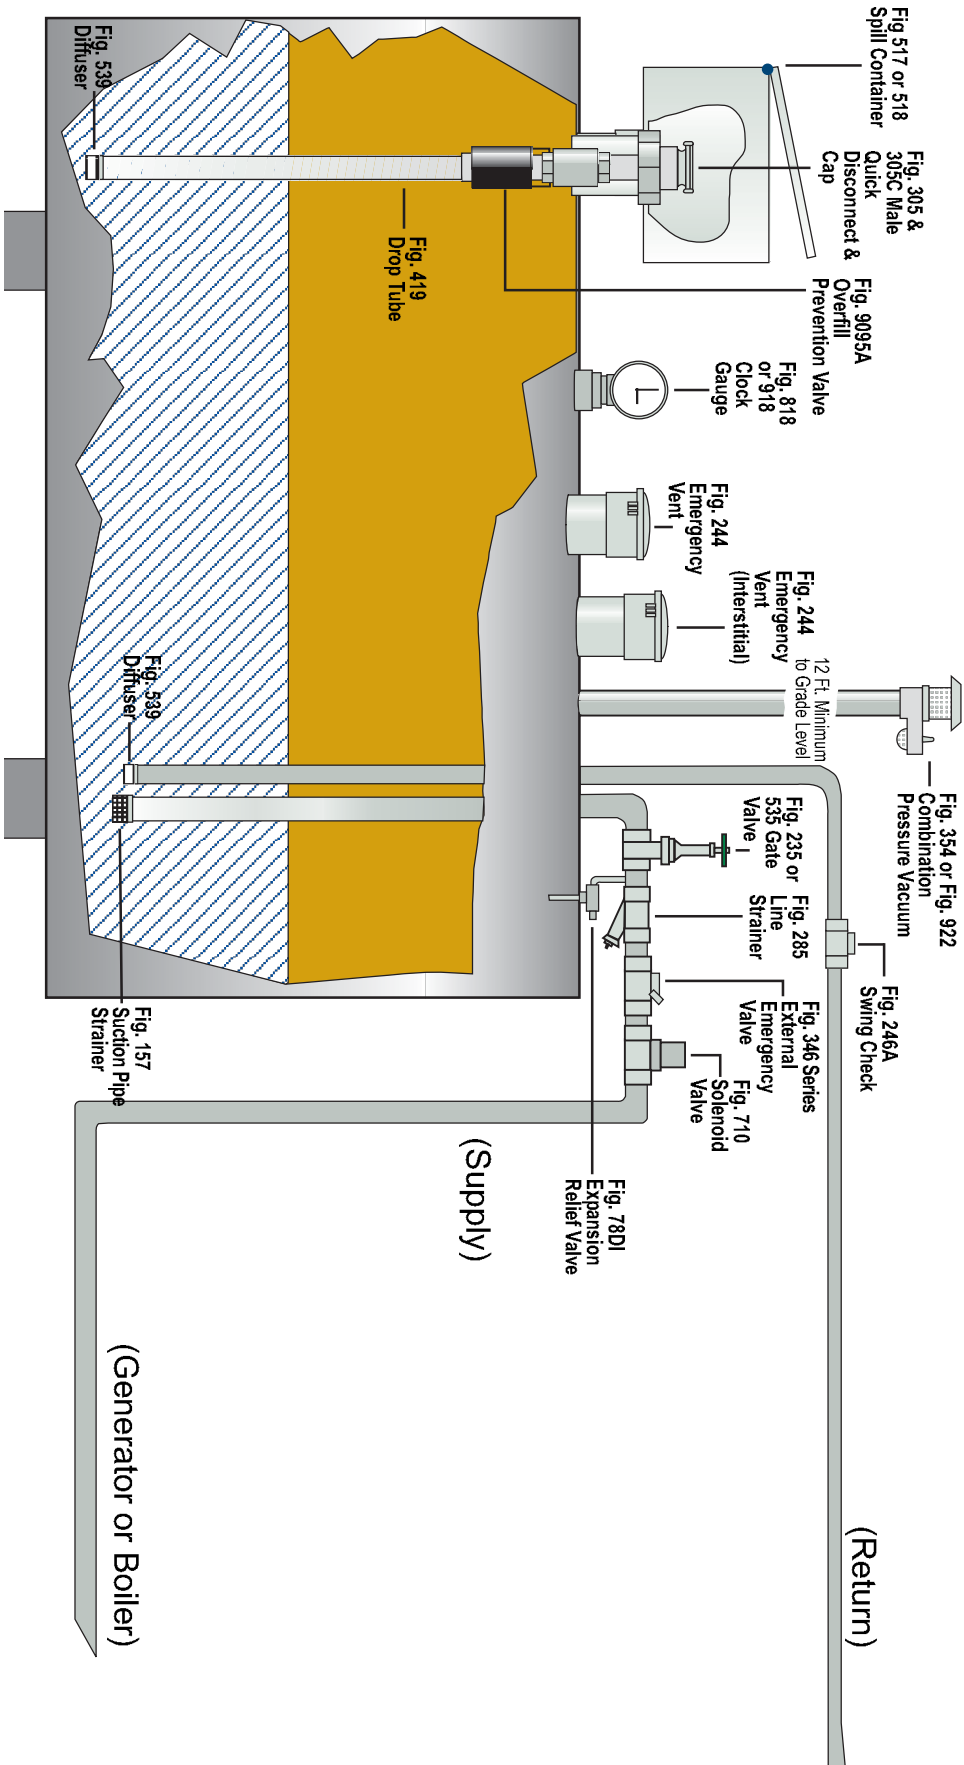 Fig 517 or 518
Spill Container
Fig. 305 &
305C Male
Quick
Disconnect &
Cap
Fig. 9095A
Overfill
Prevention Valve
Fig. 818
or 918
Clock
Gauge
Fig. 244
Emergency
Vent
Fig. 244
Emergency
Vent
(Interstitial)
12 Ft. Minimum
to Grade Level
Fig. 354 or Fig. 922
Combination
Pressure Vacuum
Fig. 235 or
535 Gate
Valve
Fig. 285
Line
Strainer
Fig. 346 Series
External
Emergency
Valve
Fig. 246A
Swing Check
Fig. 710
Solenoid
Valve
Fig. 78DI
Expansion
Relief Valve
(Return)
(Supply)
(Generator or Boiler)
Fig. 539
Diffuser
Fig. 419
Drop Tube
Fig. 539
Diffuser
Fig. 157
Suction Pipe
Strainer